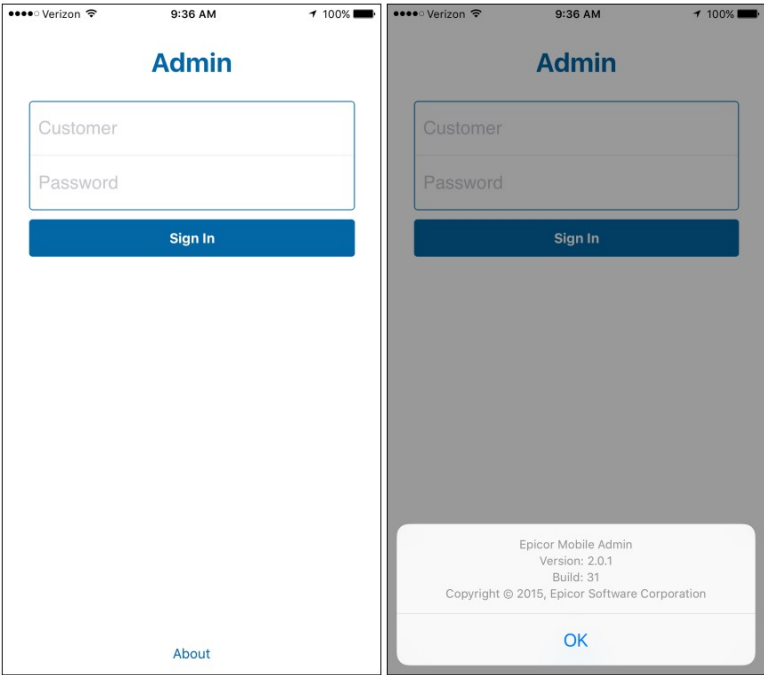 Verizon 9:36 AM 100%
Admin
Customer
Password
Sign In
About
Verizon 9:36 AM 100%
Admin
Customer
Password
Sign In
Epicor Mobile Admin
Version: 2.0.1
Build: 31
Copyright © 2015, Epicor Software Corporation
OK